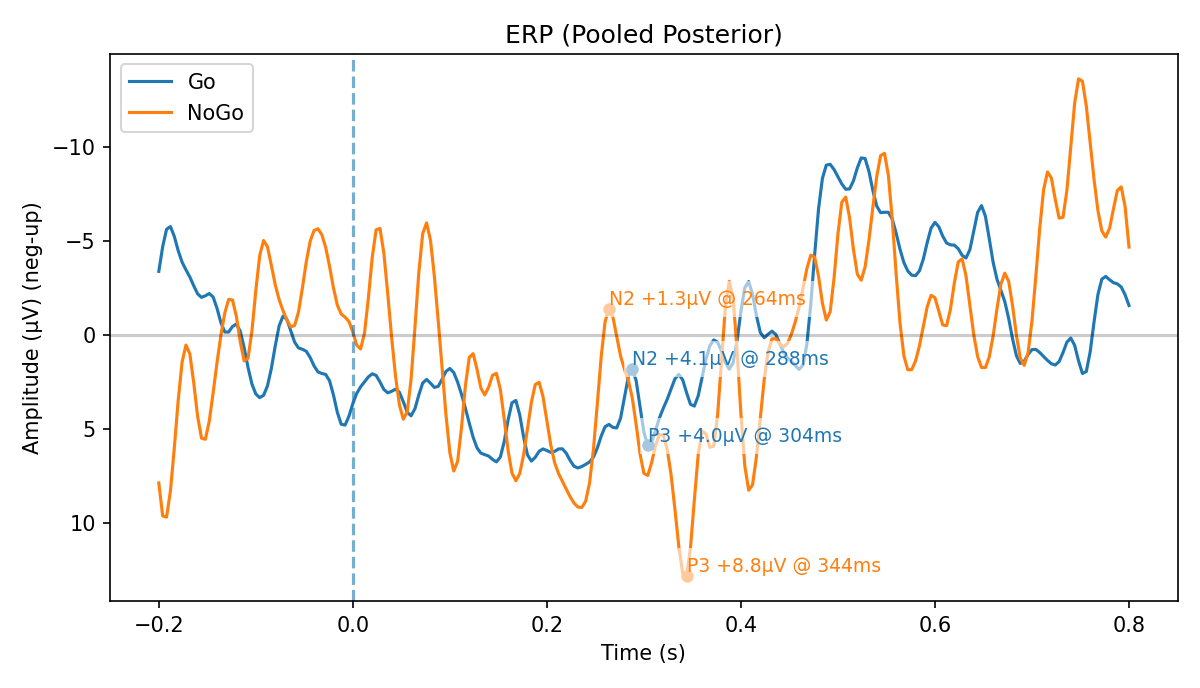 ERP (Pooled Posterior)
Go
NoGo
Amplitude (µV) (neg-up)
−10
−5
0
5
10
N2 +1.3µV @ 264ms
N2 +4.1µV @ 288ms
P3 +4.0µV @ 304ms
P3 +8.8µV @ 344ms
−0.2
0.0
0.2
0.4
0.6
0.8
Time (s)